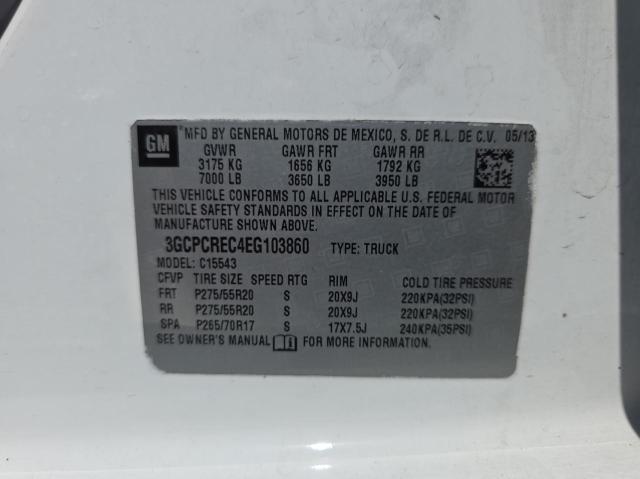 GM
MFD BY GENERAL MOTORS DE MEXICO, S. DE R.L. DE C.V. 05/13
GVWR GAWR FRT GAWR RR
3175 KG 1656 KG 1792 KG
7000 LB 3650 LB 3950 LB
THIS VEHICLE CONFORMS TO ALL APPLICABLE U.S. FEDERAL MOTOR
VEHICLE SAFETY STANDARDS IN EFFECT ON THE DATE OF
MANUFACTURE SHOWN ABOVE.
3GCPCREC4EG103860 TYPE: TRUCK
MODEL: C15543
CFVP TIRE SIZE SPEED RTG RIM COLD TIRE PRESSURE
FRT P275/55R20 S 20X9J 220KPA(32PSI)
RR P275/55R20 S 20X9J 220KPA(32PSI)
SPA P265/70R17 S 17X7.5J 240KPA(35PSI)
SEE OWNER'S MANUAL FOR MORE INFORMATION.